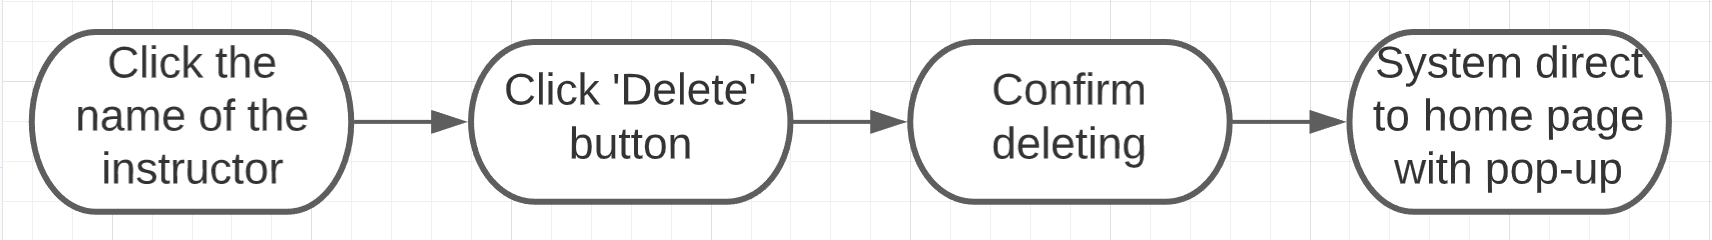 Click the
name of the
instructor
Click 'Delete'
button
Confirm
deleting
System direct
to home page
with pop-up